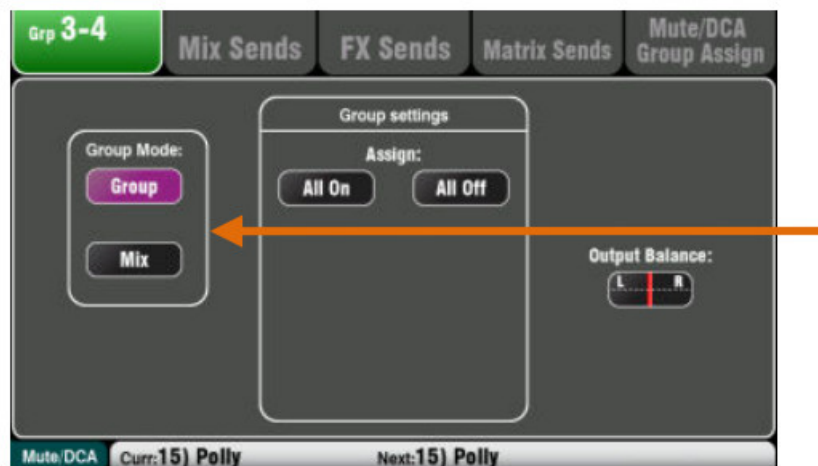 Grp 3-4
Mix Sends
FX Sends
Matrix Sends
Mute/DCA
Group Assign
Group settings
Group Mode:
Assign:
Group
All On
All Off
Mix
Output Balance:
L R
Mute/DCA
Curr:15) Polly
Next:15) Polly